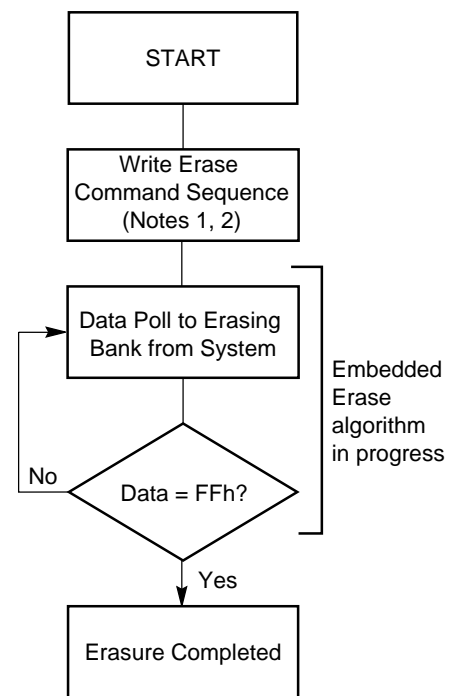 START
Write Erase
Command Sequence
(Notes 1, 2)
Data Poll to Erasing
Bank from System
Embedded
Erase
algorithm
in progress
No
Data = FFh?
Yes
Erasure Completed